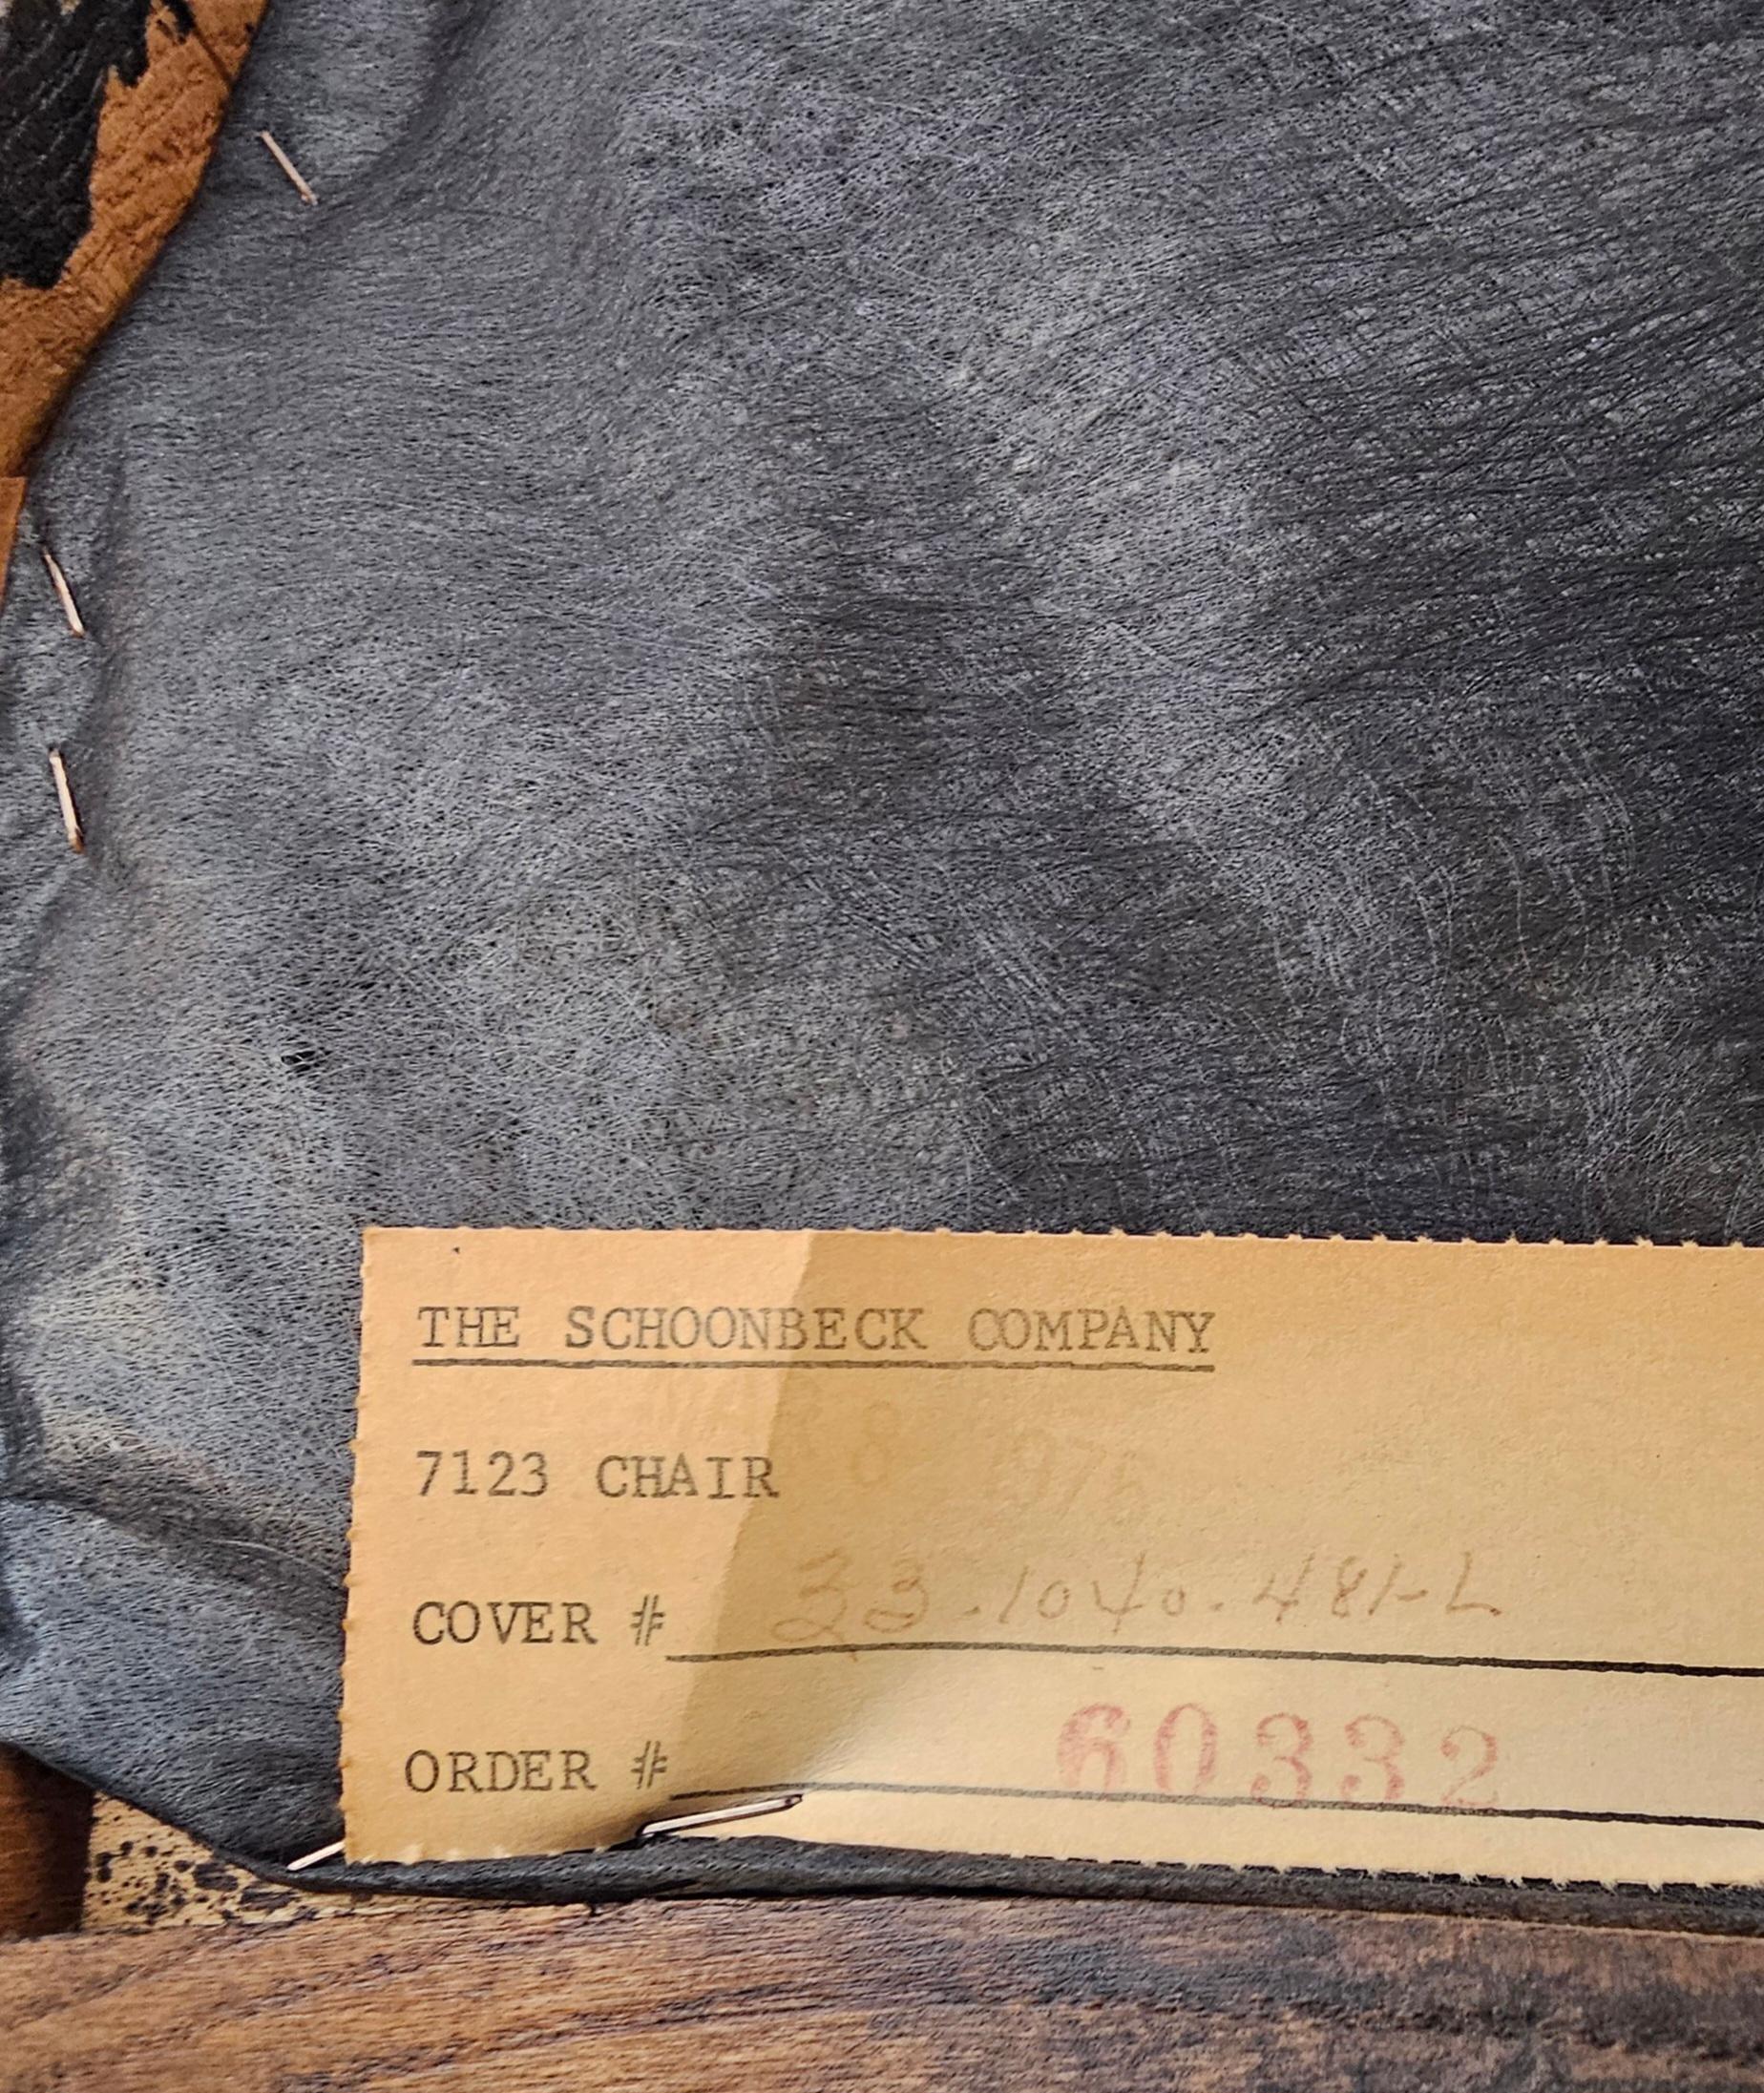 THE SCHOONBECK COMPANY
7123 CHAIR
COVER # 33.1040.481-L
ORDER # 60332